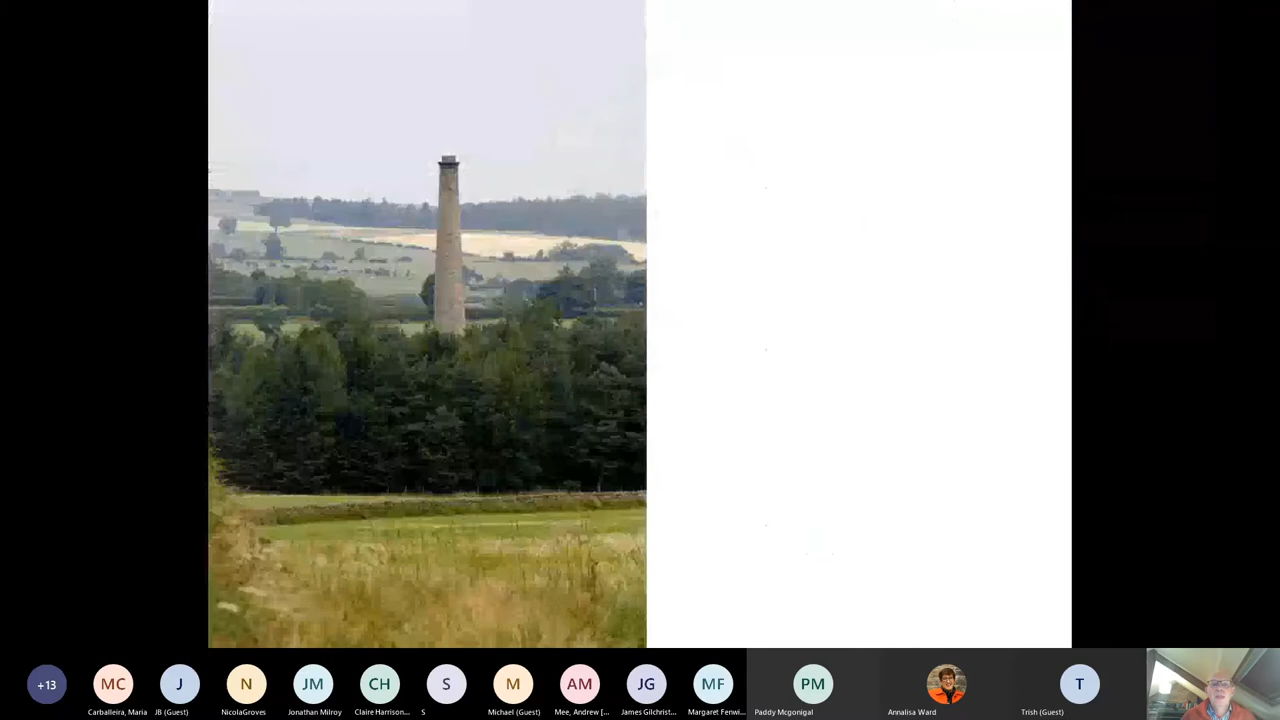 +13
MC
J
N
JM
CH
S
M
AM
JG
MF
PM
T
Carballeira, Maria
JB (Guest)
NicolaGroves
Jonathan Milroy
Claire Harrison...
S
Michael (Guest)
Mee, Andrew [...
James Gilchrist...
Margaret Fenwi...
Paddy Mcgonigal
Annalisa Ward
Trish (Guest)